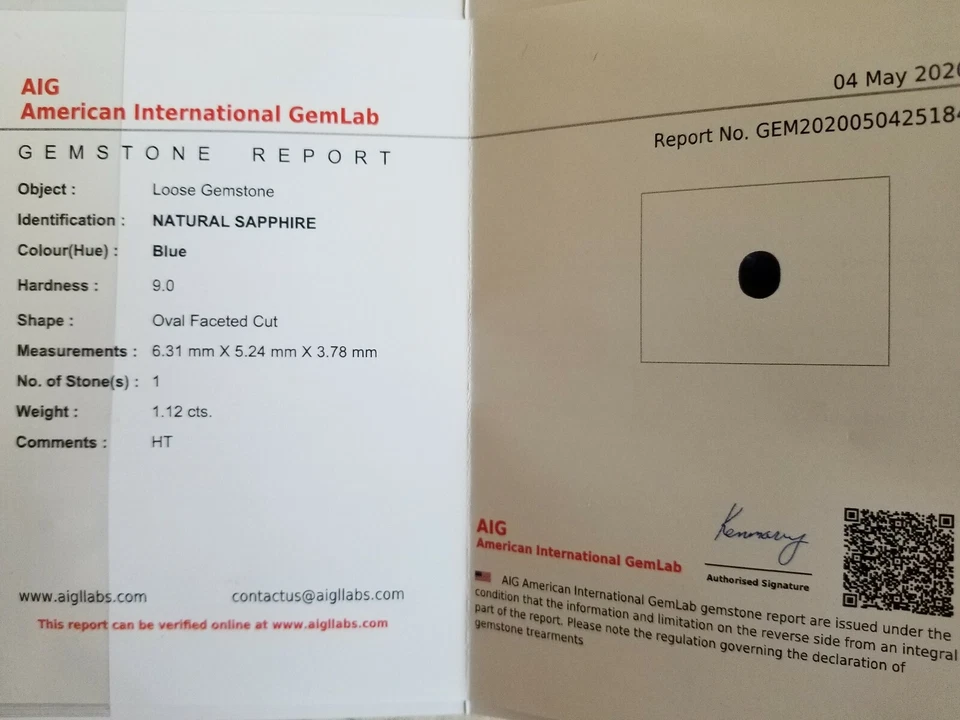 AIG
American International GemLab
GEMSTONE REPORT
Object : Loose Gemstone
Identification : NATURAL SAPPHIRE
Colour(Hue) : Blue
Hardness : 9.0
Shape : Oval Faceted Cut
Measurements : 6.31 mm X 5.24 mm X 3.78 mm
No. of Stone(s) : 1
Weight : 1.12 cts.
Comments : HT
www.aigllabs.com contactus@aigllabs.com
This report can be verified online at www.aigllabs.com
04 May 2020
Report No. GEM2020050425184
AIG
American International GemLab
Authorised Signature
AIG American International GemLab gemstone report are issued under the
condition that the information and limitation on the reverse side from an integral
part of the report. Please note the regulation governing the declaration of
gemstone trearments